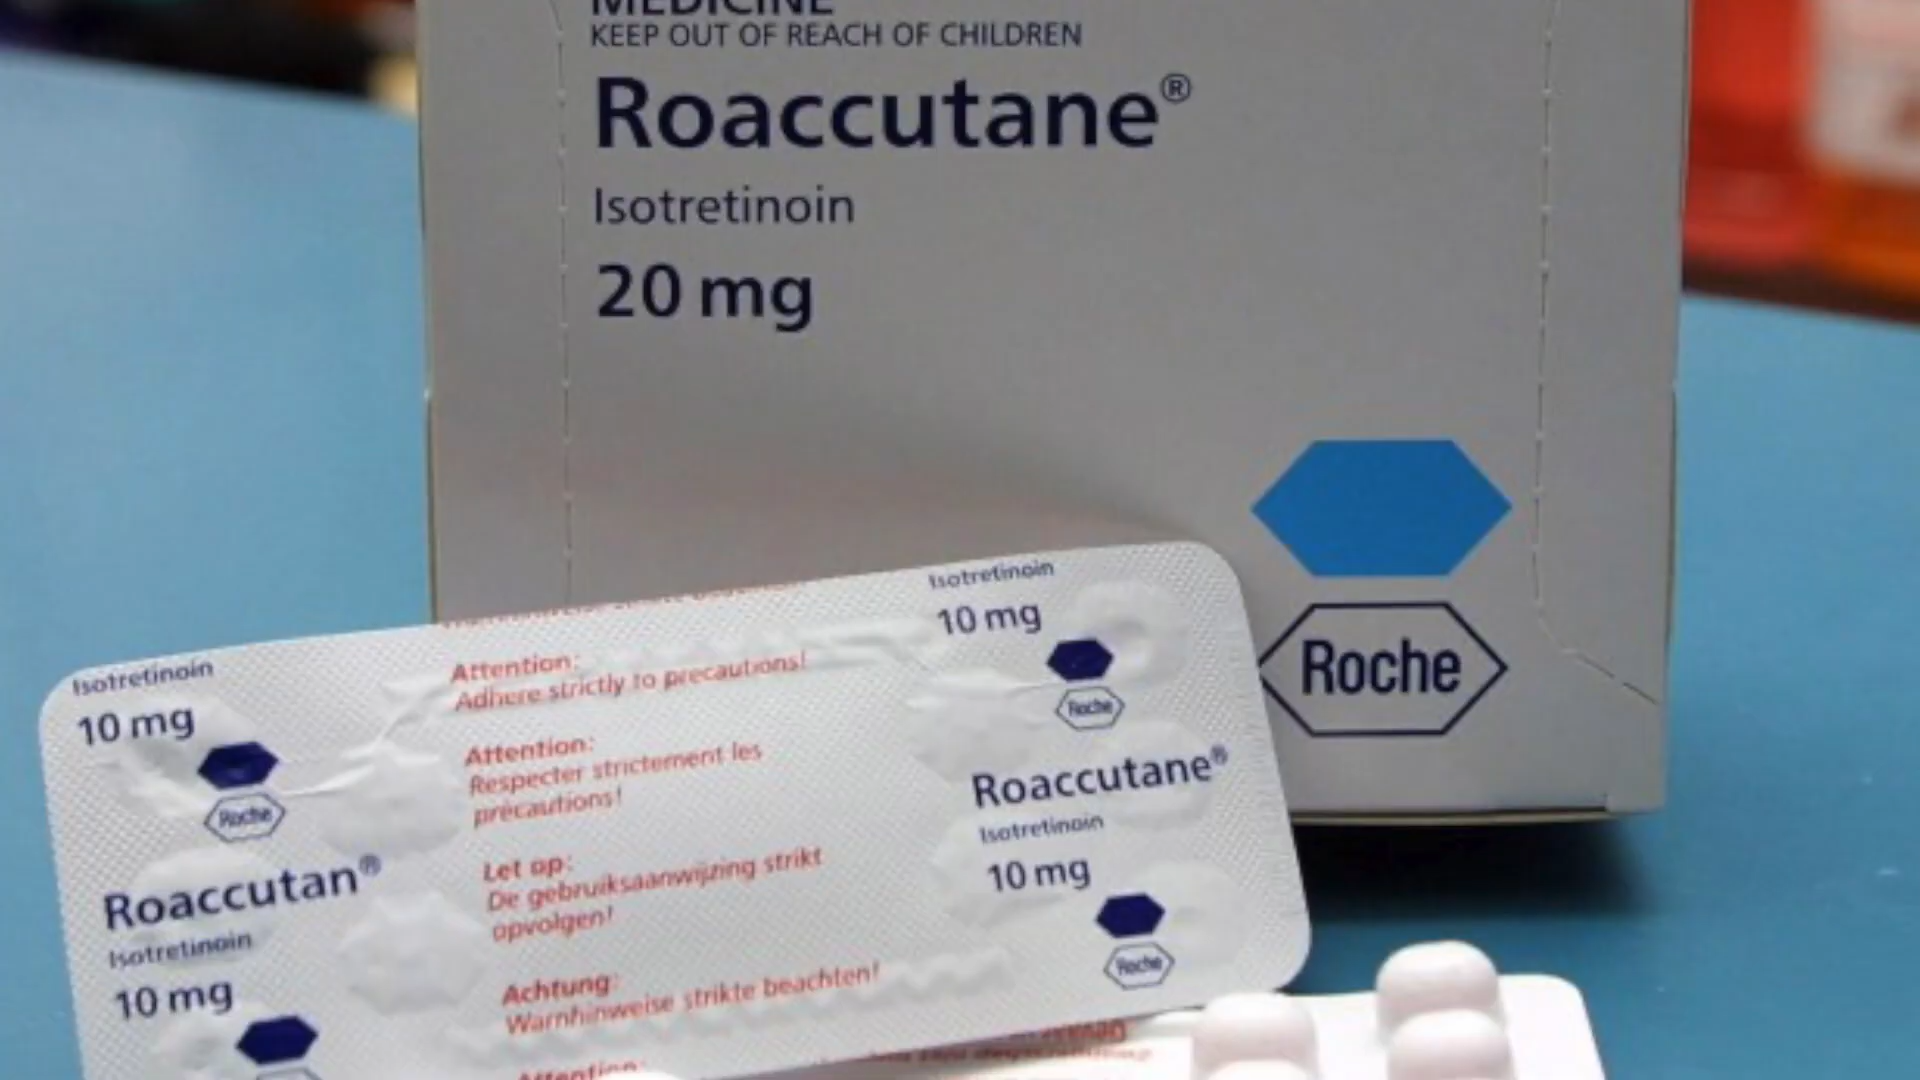 MEDICINE
KEEP OUT OF REACH OF CHILDREN
Roaccutane®
Isotretinoin
20 mg
Roche
Isotretinoin
10 mg
Roche
Roaccutan®
Isotretinoin
10 mg
Attention:
Adhere strictly to precautions!
Attention:
Respecter strictement les
précautions!
Let op:
De gebruiksaanwijzing strikt
opvolgen!
Achtung:
Warnhinweise strikte beachten!
Attention:
Isotretinoin
10 mg
Roche
Roaccutane®
Isotretinoin
10 mg
Roche